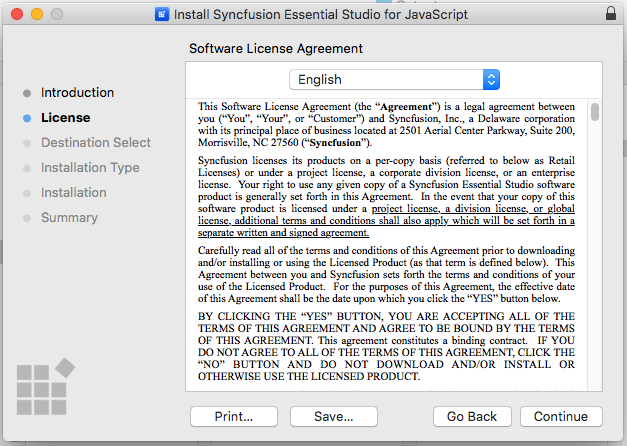 Install Syncfusion Essential Studio for JavaScript
Software License Agreement
Introduction
License
Destination Select
Installation Type
Installation
Summary
English
This Software License Agreement (the “Agreement”) is a legal agreement between
you (“You”, “Your”, or “Customer”) and Syncfusion, Inc., a Delaware corporation
with its principal place of business located at 2501 Aerial Center Parkway, Suite 200,
Morrisville, NC 27560 (“Syncfusion”).
Syncfusion licenses its products on a per-copy basis (referred to below as Retail
Licenses) or under a project license, a corporate division license, or an enterprise
license. Your right to use any given copy of a Syncfusion Essential Studio software
product is generally set forth in this Agreement. In the event that your copy of this
software product is licensed under a project license, a division license, or global
license, additional terms and conditions shall also apply which will be set forth in a
separate written and signed agreement.
Carefully read all of the terms and conditions of this Agreement prior to downloading
and/or installing or using the Licensed Product (as that term is defined below). This
Agreement between you and Syncfusion sets forth the terms and conditions of your
use of the Licensed Product. For the purposes of this Agreement, the effective date
of this Agreement shall be the date upon which you click the “YES” button below.
BY CLICKING THE “YES” BUTTON, YOU ARE ACCEPTING ALL OF THE
TERMS OF THIS AGREEMENT AND AGREE TO BE BOUND BY THE TERMS
OF THIS AGREEMENT. This agreement constitutes a binding contract. IF YOU
DO NOT AGREE TO ALL OF THE TERMS OF THIS AGREEMENT, CLICK THE
“NO” BUTTON AND DO NOT DOWNLOAD AND/OR INSTALL OR
OTHERWISE USE THE LICENSED PRODUCT.
Print...
Save...
Go Back
Continue